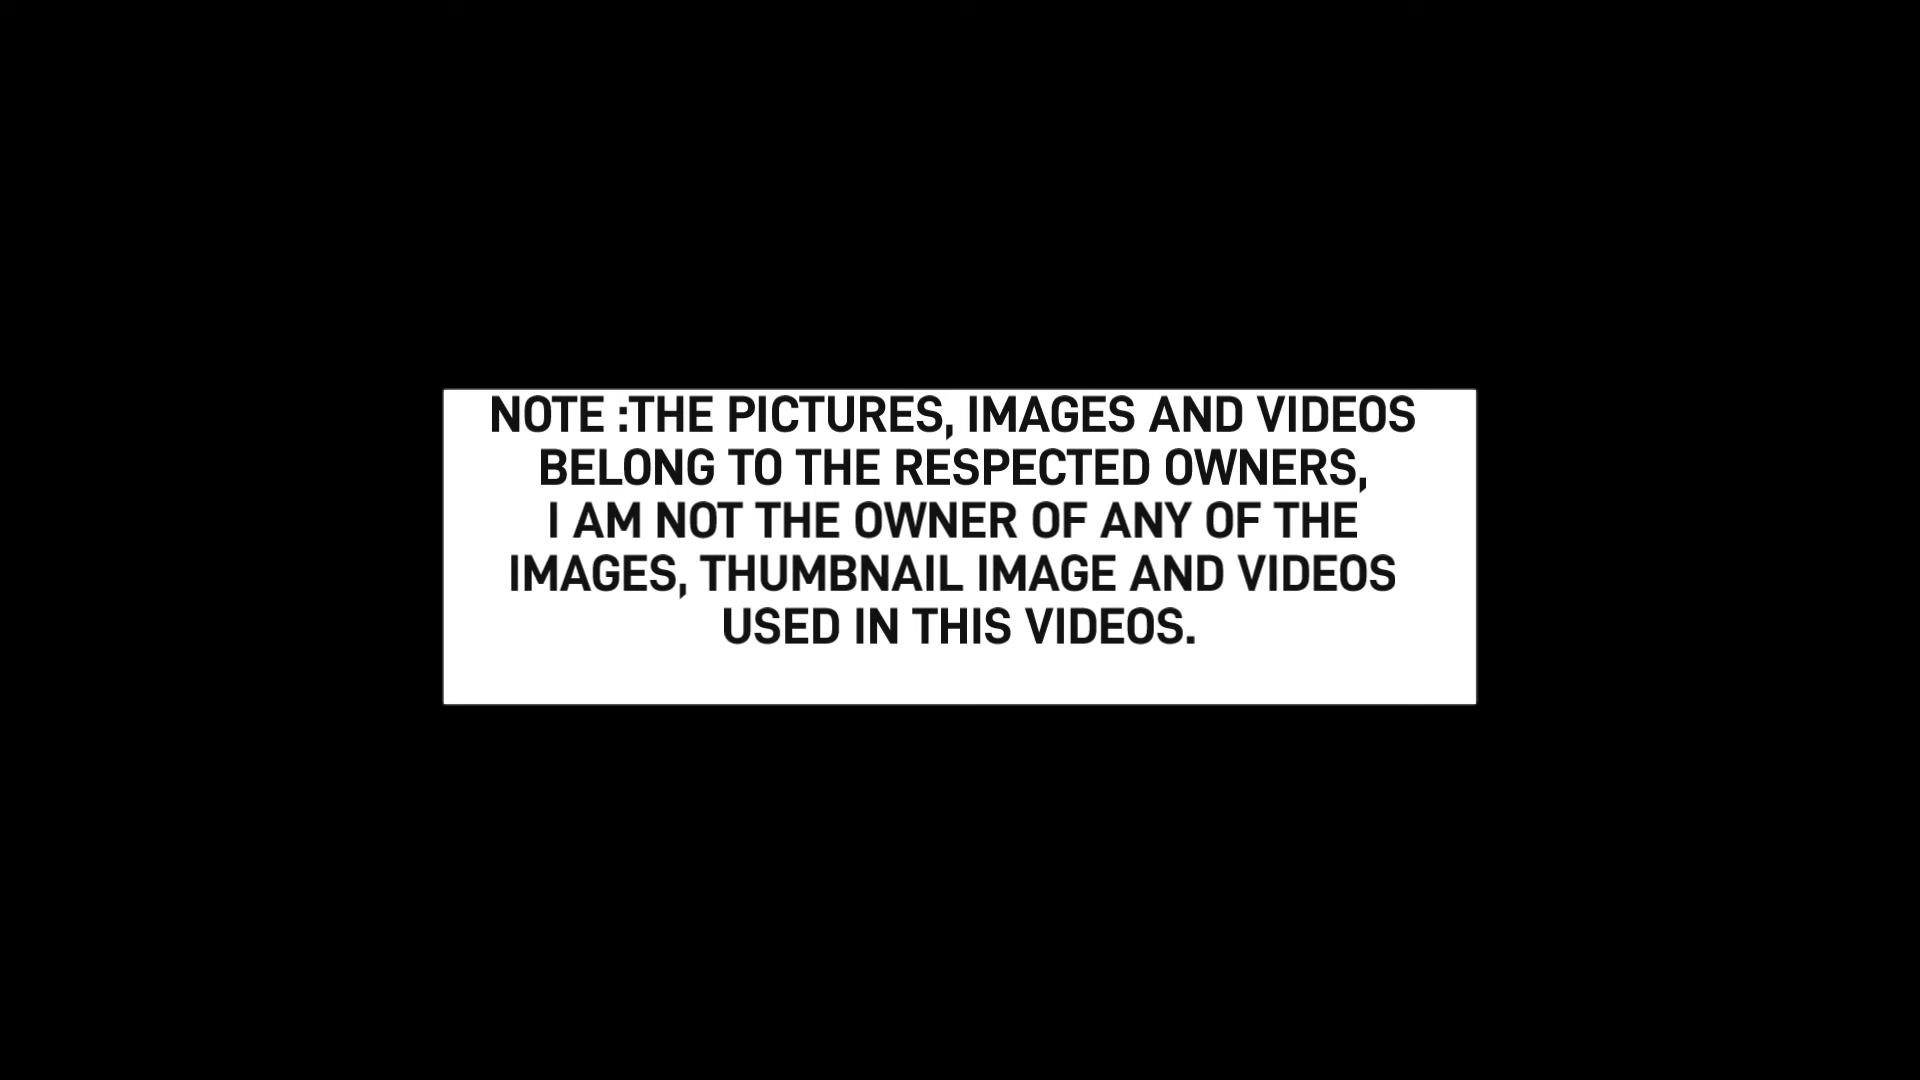 NOTE :THE PICTURES, IMAGES AND VIDEOS
BELONG TO THE RESPECTED OWNERS,
I AM NOT THE OWNER OF ANY OF THE
IMAGES, THUMBNAIL IMAGE AND VIDEOS
USED IN THIS VIDEOS.